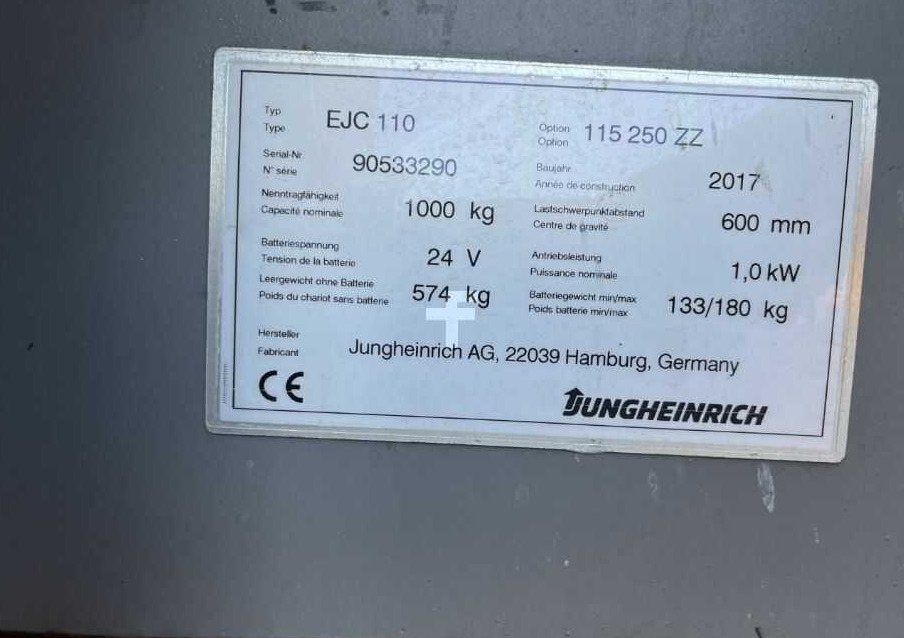 Typ
Type
EJC 110
Option
Option
115 250 ZZ
Serial-Nr.
N° série
90533290
Baujahr
Année de construction
2017
Nenntragfähigkeit
Capacité nominale
1000 kg
Lastschwerpunktabstand
Centre de gravité
600 mm
Batteriespannung
Tension de la batterie
24 V
Antriebsleistung
Puissance nominale
1,0 kW
Leergewicht ohne Batterie
Poids du chariot sans batterie
574 kg
Batteriegewicht min/max
Poids batterie min/max
133/180 kg
Hersteller
Fabricant
Jungheinrich AG, 22039 Hamburg, Germany
CE
JUNGHEINRICH